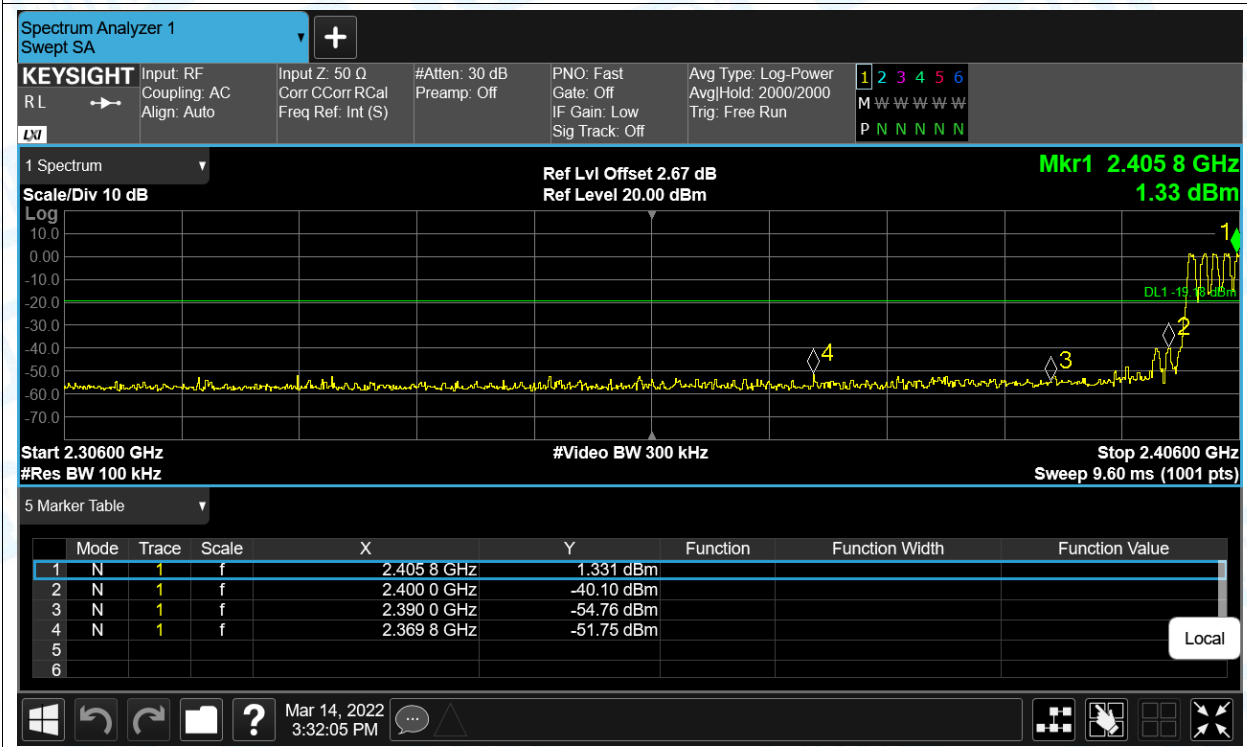 Spectrum Analyzer 1
Swept SA
+
KEYSIGHT
R L
LXI
Input: RF
Coupling: AC
Align: Auto
Input Z: 50 Ω
Corr CCorr RCal
Freq Ref: Int (S)
#Atten: 30 dB
Preamp: Off
PNO: Fast
Gate: Off
IF Gain: Low
Sig Track: Off
Avg Type: Log-Power
Avg|Hold: 2000/2000
Trig: Free Run
1 2 3 4 5 6
M W W W W W
P N N N N N
1 Spectrum
Scale/Div 10 dB
Ref Lvl Offset 2.67 dB
Ref Level 20.00 dBm
Mkr1 2.405 8 GHz
1.33 dBm
Log
10.0
0.00
-10.0
-20.0
-30.0
-40.0
-50.0
-60.0
-70.0
1
DL1 -19.18 dBm
2
3
4
Start 2.30600 GHz
#Video BW 300 kHz
Stop 2.40600 GHz
#Res BW 100 kHz
Sweep 9.60 ms (1001 pts)
5 Marker Table
Mode Trace Scale X Y Function Function Width Function Value
1 N 1 f 2.405 8 GHz 1.331 dBm
2 N 1 f 2.400 0 GHz -40.10 dBm
3 N 1 f 2.390 0 GHz -54.76 dBm
4 N 1 f 2.369 8 GHz -51.75 dBm
5
6
Local
?
Mar 14, 2022
3:32:05 PM